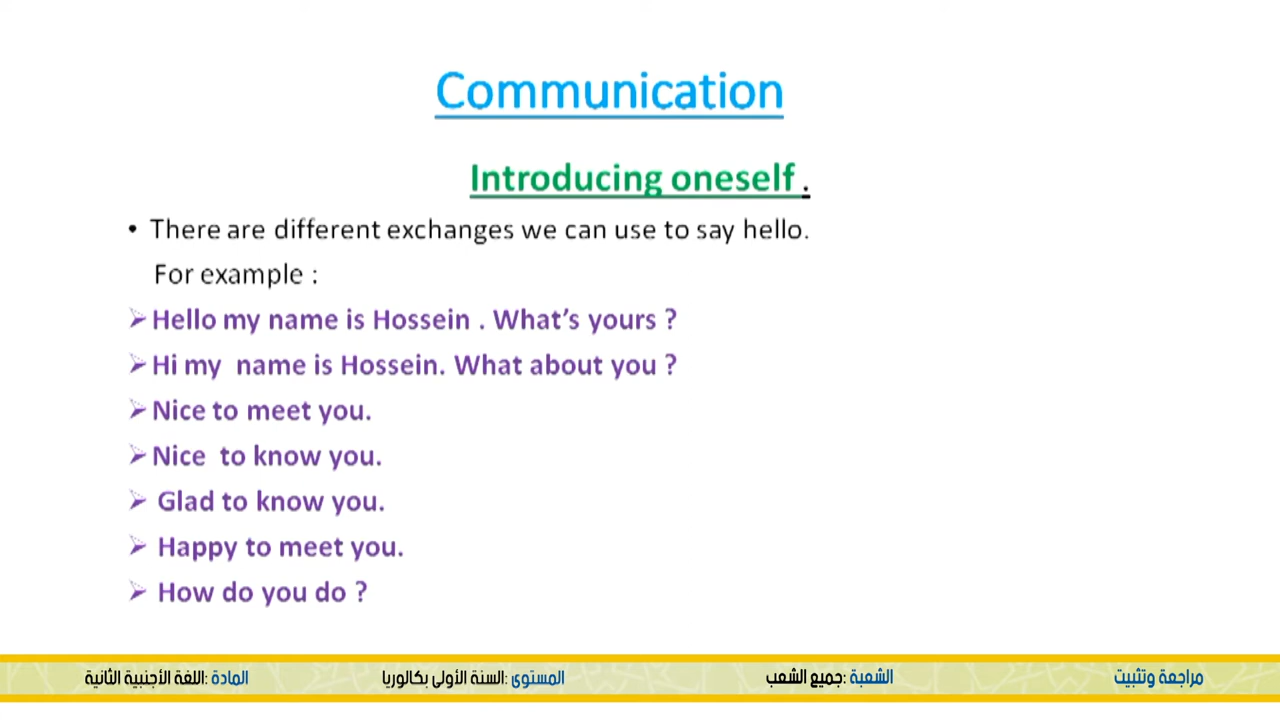 Communication
Introducing oneself .
• There are different exchanges we can use to say hello.
For example :
➢ Hello my name is Hossein . What's yours ?
➢ Hi my name is Hossein. What about you ?
➢ Nice to meet you.
➢ Nice to know you.
➢ Glad to know you.
➢ Happy to meet you.
➢ How do you do ?
مراجعة وتثبيت الشعبة :جميع الشعب المستوى :السنة الأولى بكالوريا المادة :اللغة الأجنبية الثانية